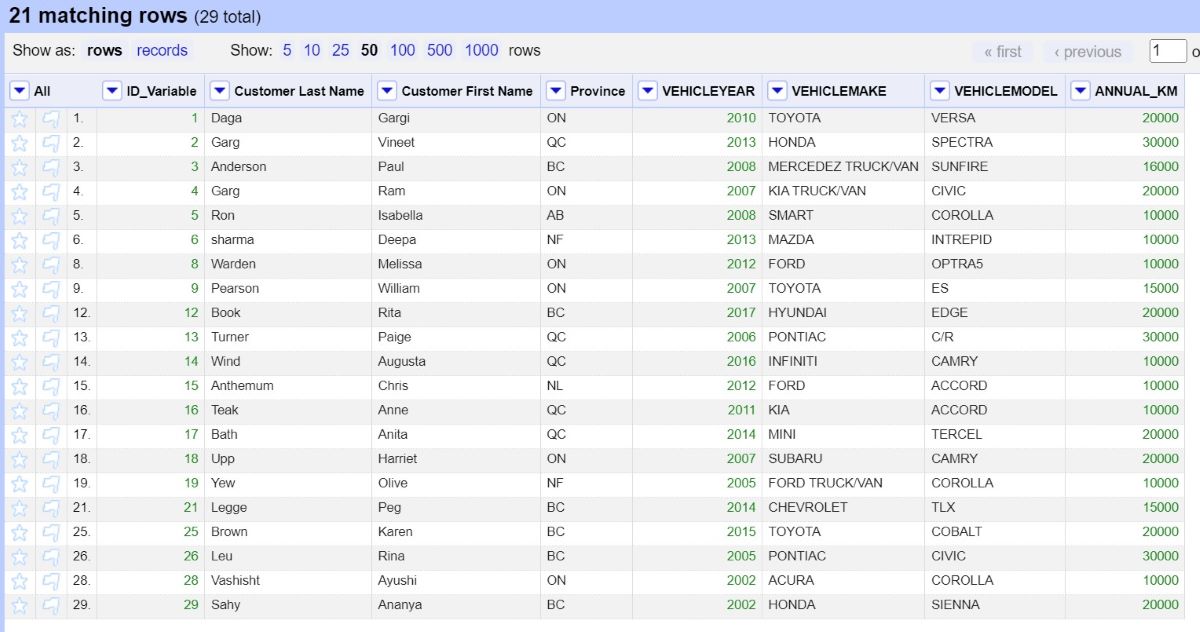 21 matching rows (29 total)
Show as: rows records Show: 5 10 25 50 100 500 1000 rows « first ‹ previous 1 o
All ID_Variable Customer Last Name Customer First Name Province VEHICLEYEAR VEHICLEMAKE VEHICLEMODEL ANNUAL_KM
1. 1 Daga Gargi ON 2010 TOYOTA VERSA 20000
2. 2 Garg Vineet QC 2013 HONDA SPECTRA 30000
3. 3 Anderson Paul BC 2008 MERCEDEZ TRUCK/VAN SUNFIRE 16000
4. 4 Garg Ram ON 2007 KIA TRUCK/VAN CIVIC 20000
5. 5 Ron Isabella AB 2008 SMART COROLLA 10000
6. 6 sharma Deepa NF 2013 MAZDA INTREPID 10000
8. 8 Warden Melissa ON 2012 FORD OPTRA5 10000
9. 9 Pearson William ON 2007 TOYOTA ES 15000
12. 12 Book Rita BC 2017 HYUNDAI EDGE 20000
13. 13 Turner Paige QC 2006 PONTIAC C/R 30000
14. 14 Wind Augusta QC 2016 INFINITI CAMRY 10000
15. 15 Anthemum Chris NL 2012 FORD ACCORD 10000
16. 16 Teak Anne QC 2011 KIA ACCORD 10000
17. 17 Bath Anita QC 2014 MINI TERCEL 20000
18. 18 Upp Harriet ON 2007 SUBARU CAMRY 20000
19. 19 Yew Olive NF 2005 FORD TRUCK/VAN COROLLA 10000
21. 21 Legge Peg BC 2014 CHEVROLET TLX 15000
25. 25 Brown Karen BC 2015 TOYOTA COBALT 20000
26. 26 Leu Rina BC 2005 PONTIAC CIVIC 30000
28. 28 Vashisht Ayushi ON 2002 ACURA COROLLA 10000
29. 29 Sahy Ananya BC 2002 HONDA SIENNA 20000